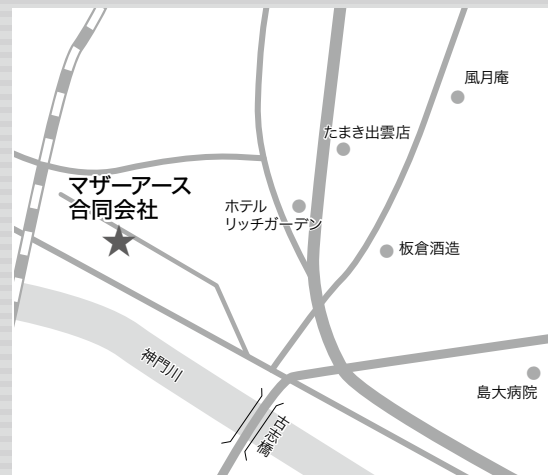 風月庵
たまき出雲店
マザーアース
合同会社
ホテル
リッチガーデン
板倉酒造
神門川
島大病院
古志橋